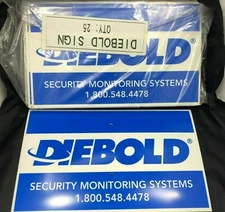 DIEBOLD SIGN
QTY: 25
DIEBOLD®
SECURITY MONITORING SYSTEMS
1.800.548.4478
DIEBOLD®
SECURITY MONITORING SYSTEMS
1.800.548.4478